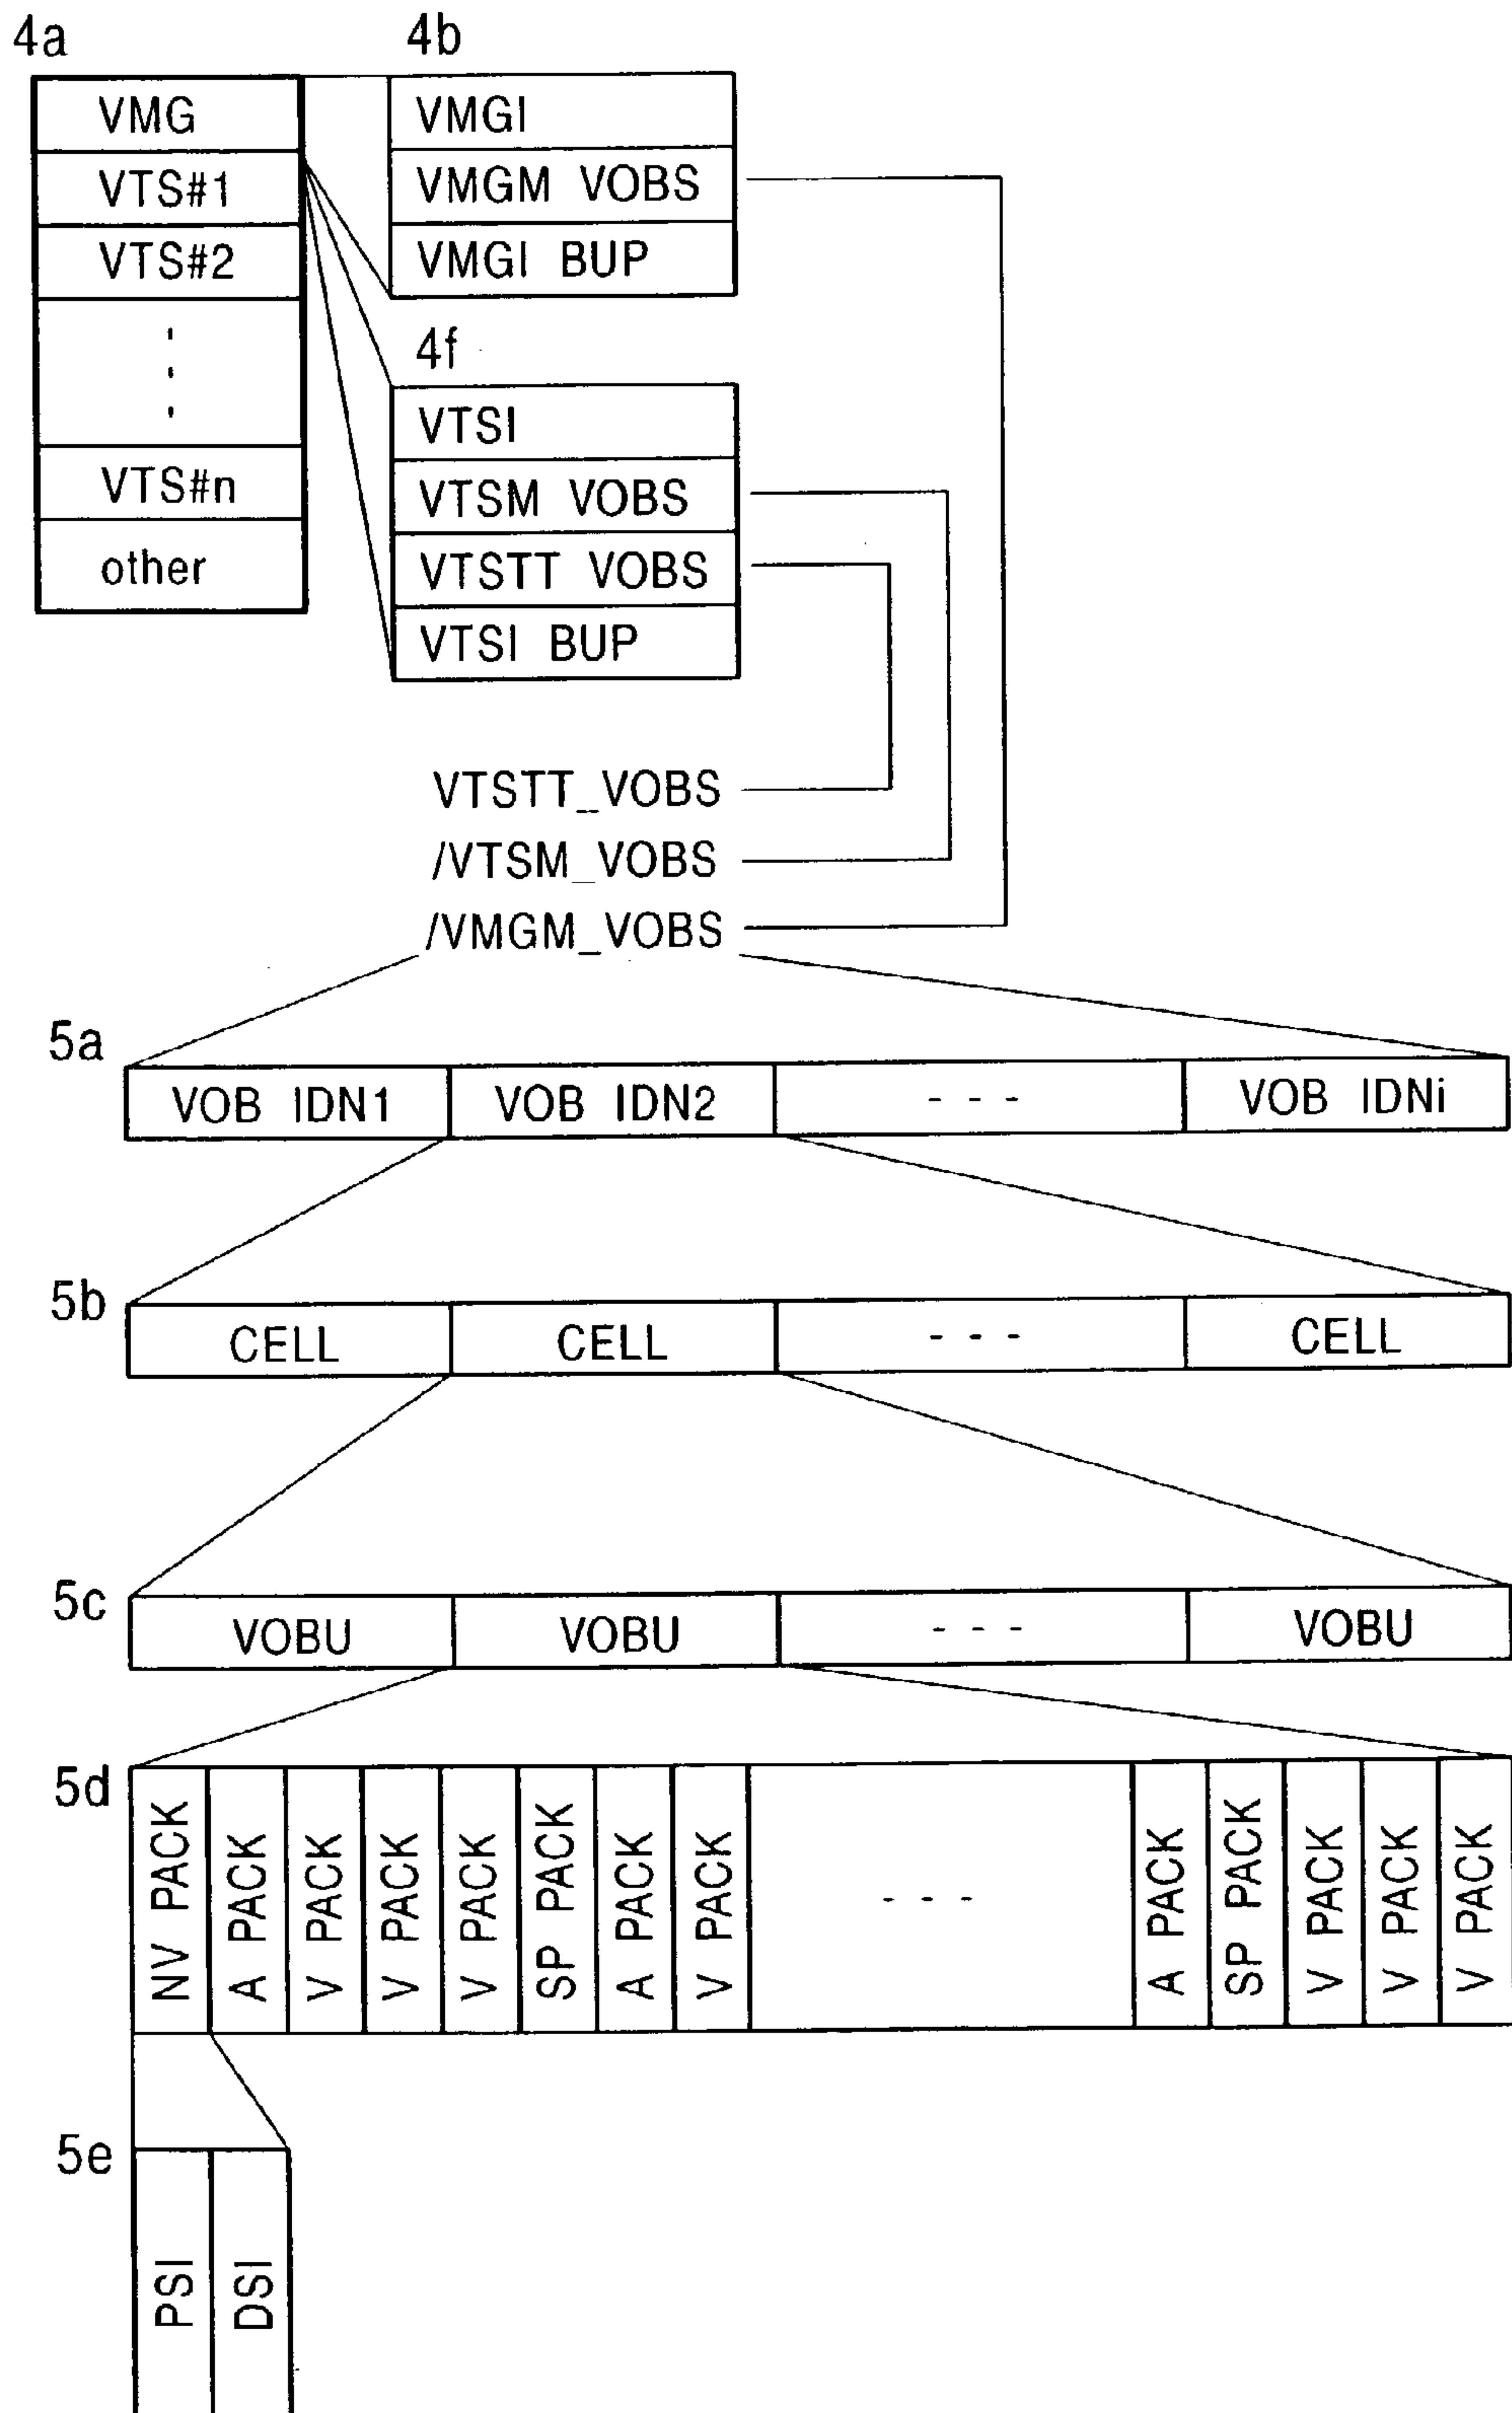 4a
VMG
VTS#1
VTS#2
VTS#n
other
4b
VMGI
VMGM VOBS
VMGI BUP
4f
VTSI
VTSM VOBS
VTSTT VOBS
VTSI BUP
VTSTT_VOBS
/VTSM_VOBS
/VMGM_VOBS
5a
VOB IDN1 VOB IDN2 - - - VOB IDNi
5b
CELL CELL - - - CELL
5c
VOBU VOBU - - - VOBU
5d
NV PACK
A PACK
V PACK
V PACK
V PACK
SP PACK
A PACK
V PACK
- - -
A PACK
SP PACK
V PACK
V PACK
V PACK
5e
PSI
DSI